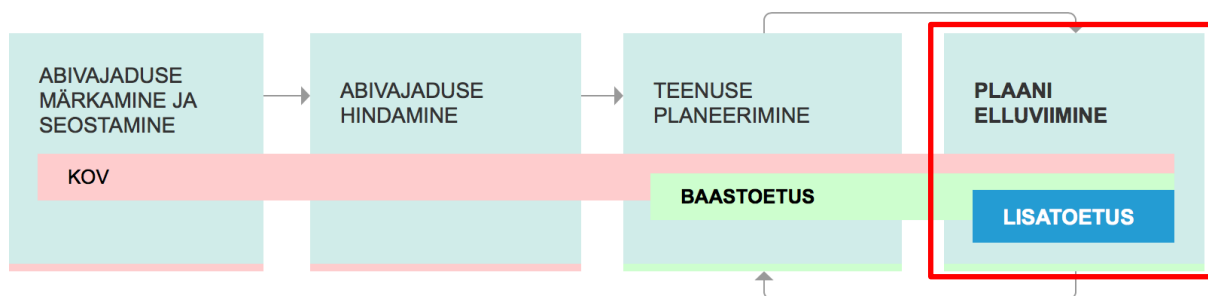 ABIVAJADUSE
MÄRKAMINE JA
SEOSTAMINE
ABIVAJADUSE
HINDAMINE
TEENUSE
PLANEERIMINE
PLAANI
ELLUVIIMINE
KOV
BAASTOETUS
LISATOETUS